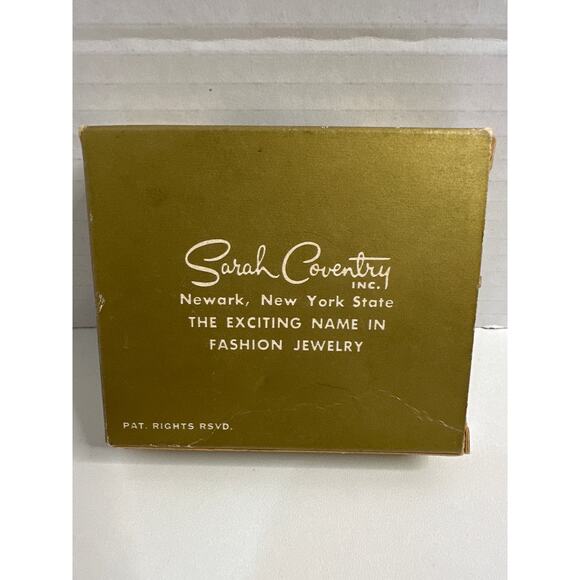 Sarah Coventry
INC.
Newark, New York State
THE EXCITING NAME IN
FASHION JEWELRY
PAT. RIGHTS RSVD.